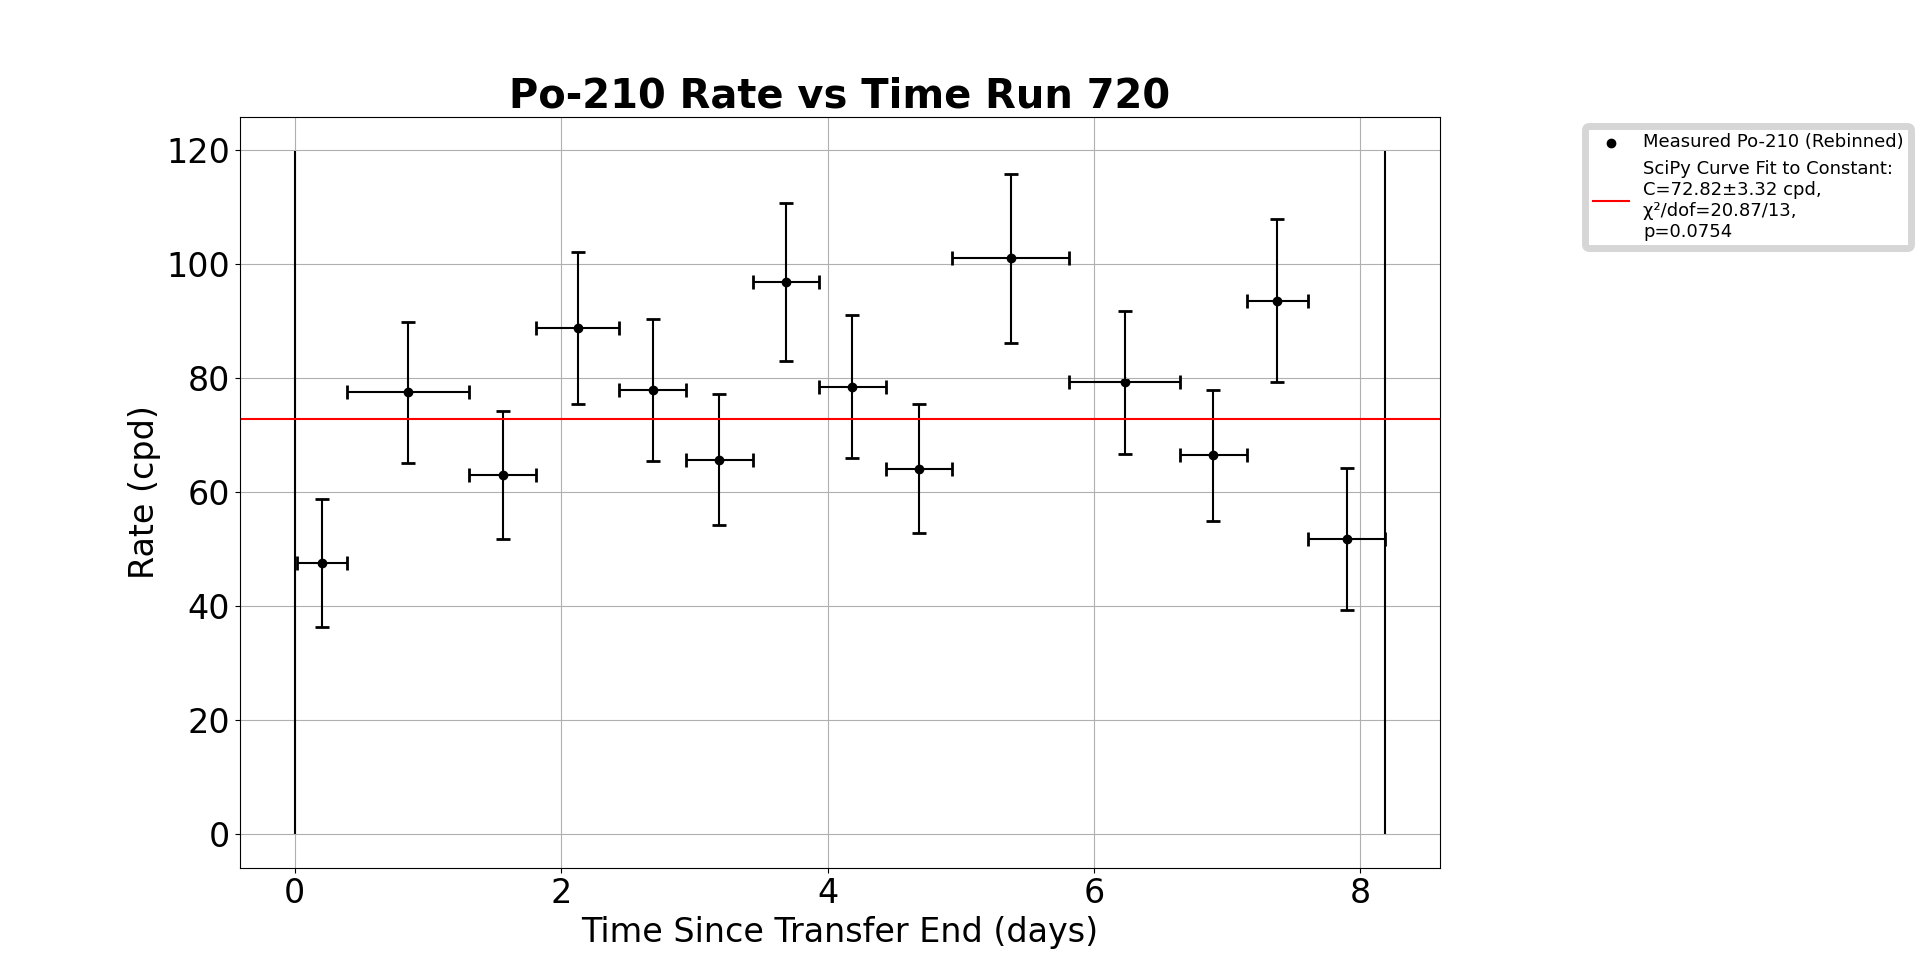 Po-210 Rate vs Time Run 720
Measured Po-210 (Rebinned)
SciPy Curve Fit to Constant:
C=72.82±3.32 cpd,
χ²/dof=20.87/13,
p=0.0754
Rate (cpd)
120
100
80
60
40
20
0
0 2 4 6 8
Time Since Transfer End (days)